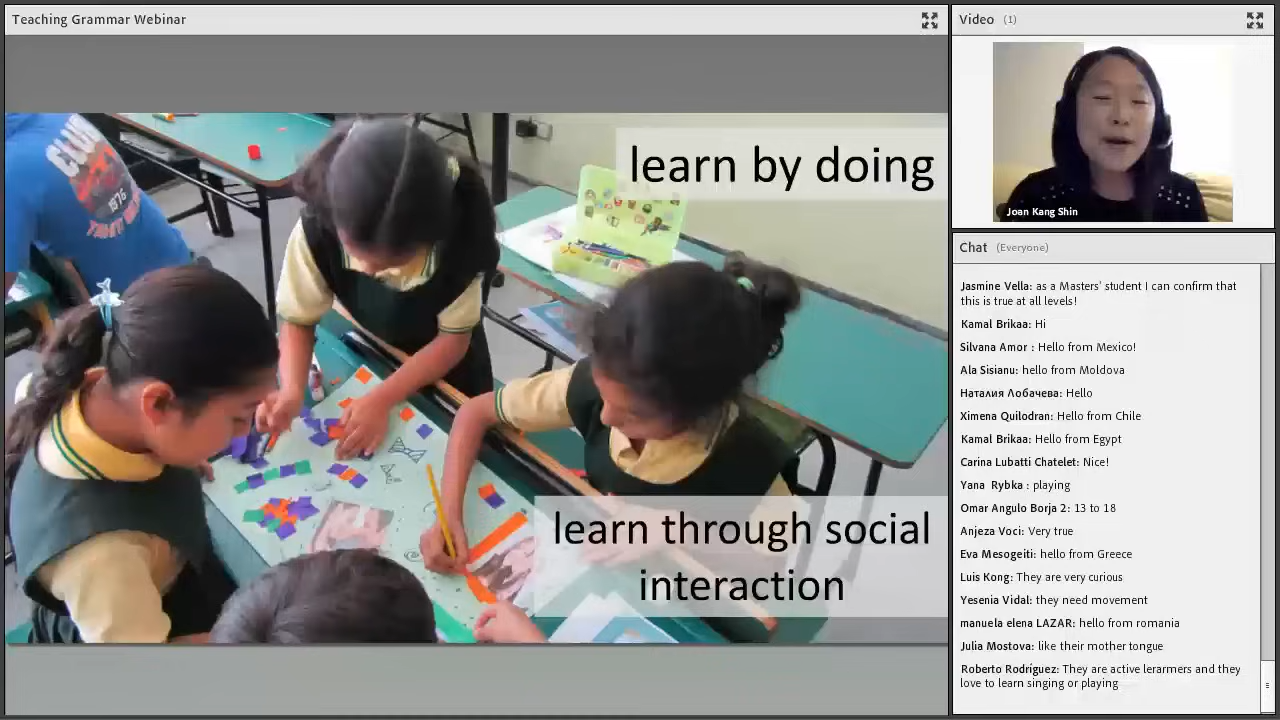 Teaching Grammar Webinar
learn by doing
learn through social
interaction
1976
Video (1)
Joan Kang Shin
Chat (Everyone)
Jasmine Vella: as a Masters' student I can confirm that
this is true at all levels!
Kamal Brikaa: Hi
Silvana Amor : Hello from Mexico!
Ala Sisianu: hello from Moldova
Наталия Лобачева: Hello
Ximena Quilodran: Hello from Chile
Kamal Brikaa: Hello from Egypt
Carina Lubatti Chatelet: Nice!
Yana Rybka : playing
Omar Angulo Borja 2: 13 to 18
Anjeza Voci: Very true
Eva Mesogeiti: hello from Greece
Luis Kong: They are very curious
Yesenia Vidal: they need movement
manuela elena LAZAR: hello from romania
Julia Mostova: like their mother tongue
Roberto Rodríguez: They are active lerarmers and they
love to learn singing or playing